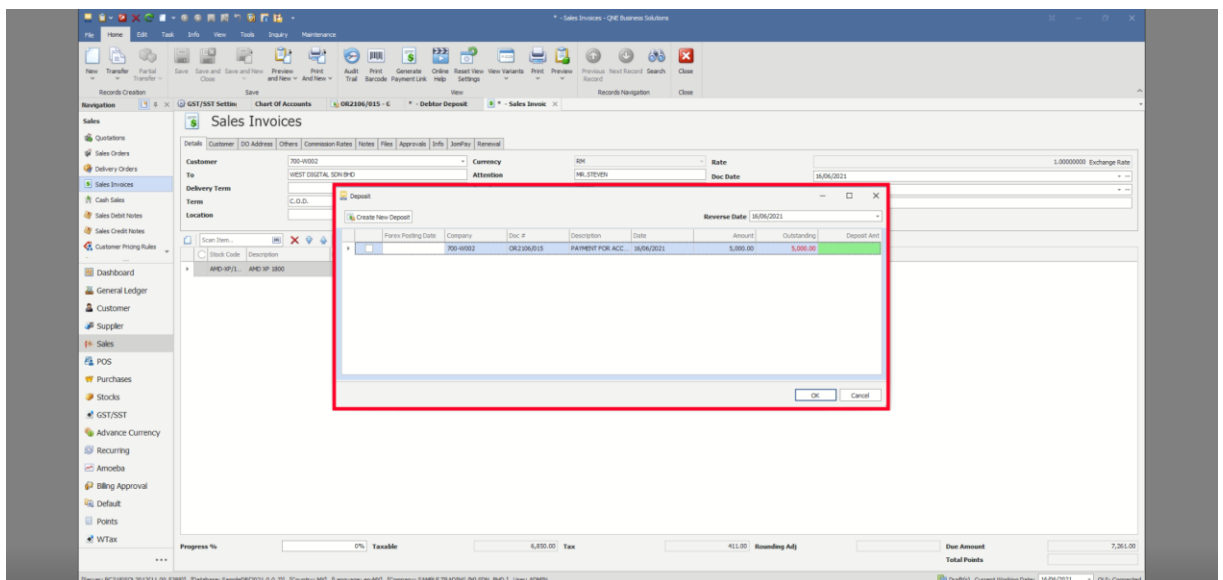 * - Sales Invoices - QNE Business Solutions
File Home Edit Task Info View Tools Inquiry Maintenance
New Transfer Partial Transfer Save Save and Close Save and New Preview and New Print And New Audit Trail Print Barcode Generate Payment Link Online Help Reset View Settings View Variants Print Preview Previous Record Next Record Search Close
Records Creation Save View Records Navigation Close
Navigation GST/SST Settin Chart Of Accounts OR2106/015 - C * - Debtor Deposit * - Sales Invoic
Sales
Quotations
Sales Orders
Delivery Orders
Sales Invoices
Cash Sales
Sales Debit Notes
Sales Credit Notes
Customer Pricing Rules
Dashboard
General Ledger
Customer
Supplier
Sales
POS
Purchases
Stocks
GST/SST
Advance Currency
Recurring
Amoeba
Billing Approval
Default
Points
WTax
Sales Invoices
Details Customer DO Address Others Commission Rates Notes Files Approvals Info JomPay Renewal
Customer 700-W002 Currency RM Rate 1.00000000 Exchange Rate
To WEST DIGITAL SDN BHD Attention MR.STEVEN Doc Date 16/06/2021
Delivery Term
Term C.O.D.
Location
Scan Item...
Stock Code Description
AMD-XP/1... AMD XP 1800
Deposit
Create New Deposit Reverse Date 16/06/2021
Forex Posting Date Company Doc # Description Date Amount Outstanding Deposit Amt
700-W002 OR2106/015 PAYMENT FOR ACC... 16/06/2021 5,000.00 5,000.00
OK Cancel
Progress % 0% Taxable 6,850.00 Tax 411.00 Rounding Adj Due Amount 7,261.00
Total Points